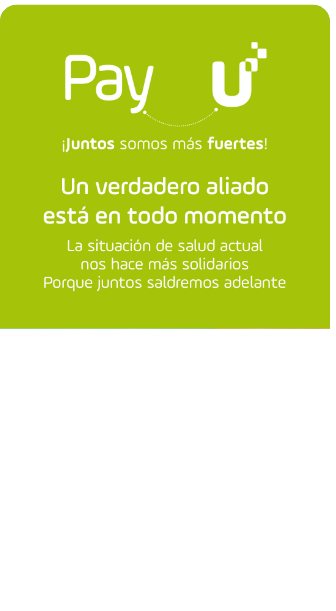 Pay U
¡Juntos somos más fuertes!
Un verdadero aliado
está en todo momento
La situación de salud actual
nos hace más solidarios
Porque juntos saldremos adelante